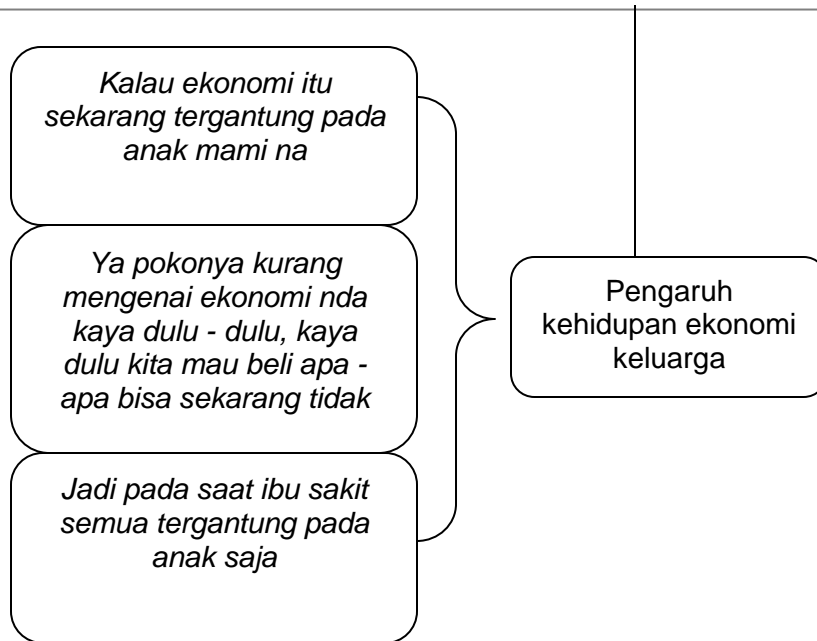 Kalau ekonomi itu
sekarang tergantung pada
anak mami na
Ya pokonya kurang
mengenai ekonomi nda
kaya dulu - dulu, kaya
dulu kita mau beli apa -
apa bisa sekarang tidak
Jadi pada saat ibu sakit
semua tergantung pada
anak saja
Pengaruh
kehidupan ekonomi
keluarga